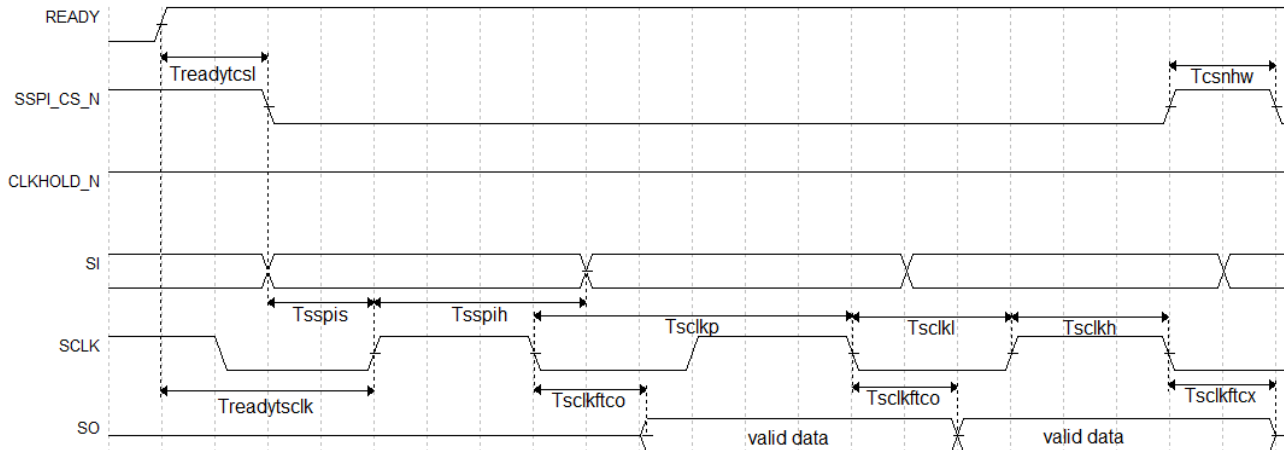 READY
Treadytcsl
Tcsnhw
SSPI_CS_N
CLKHOLD_N
SI
Tsspis
Tsspih
Tsclkp
Tsclkl
Tsclkh
SCLK
Treadytsclk
Tsclkftco
Tsclkftco
Tsclkftcx
SO
valid data
valid data